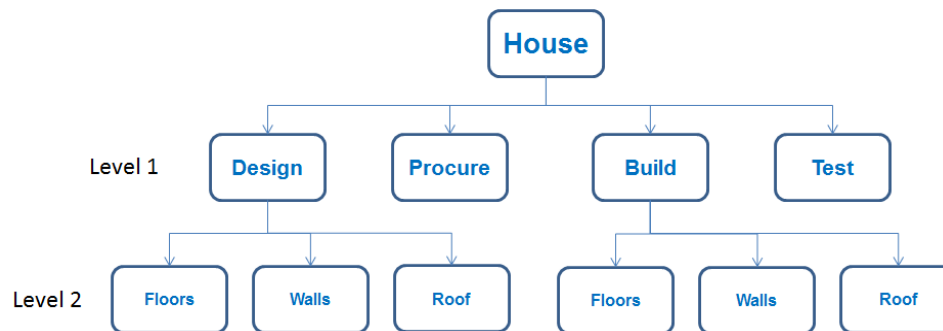 House
Level 1 Design Procure Build Test
Level 2 Floors Walls Roof Floors Walls Roof